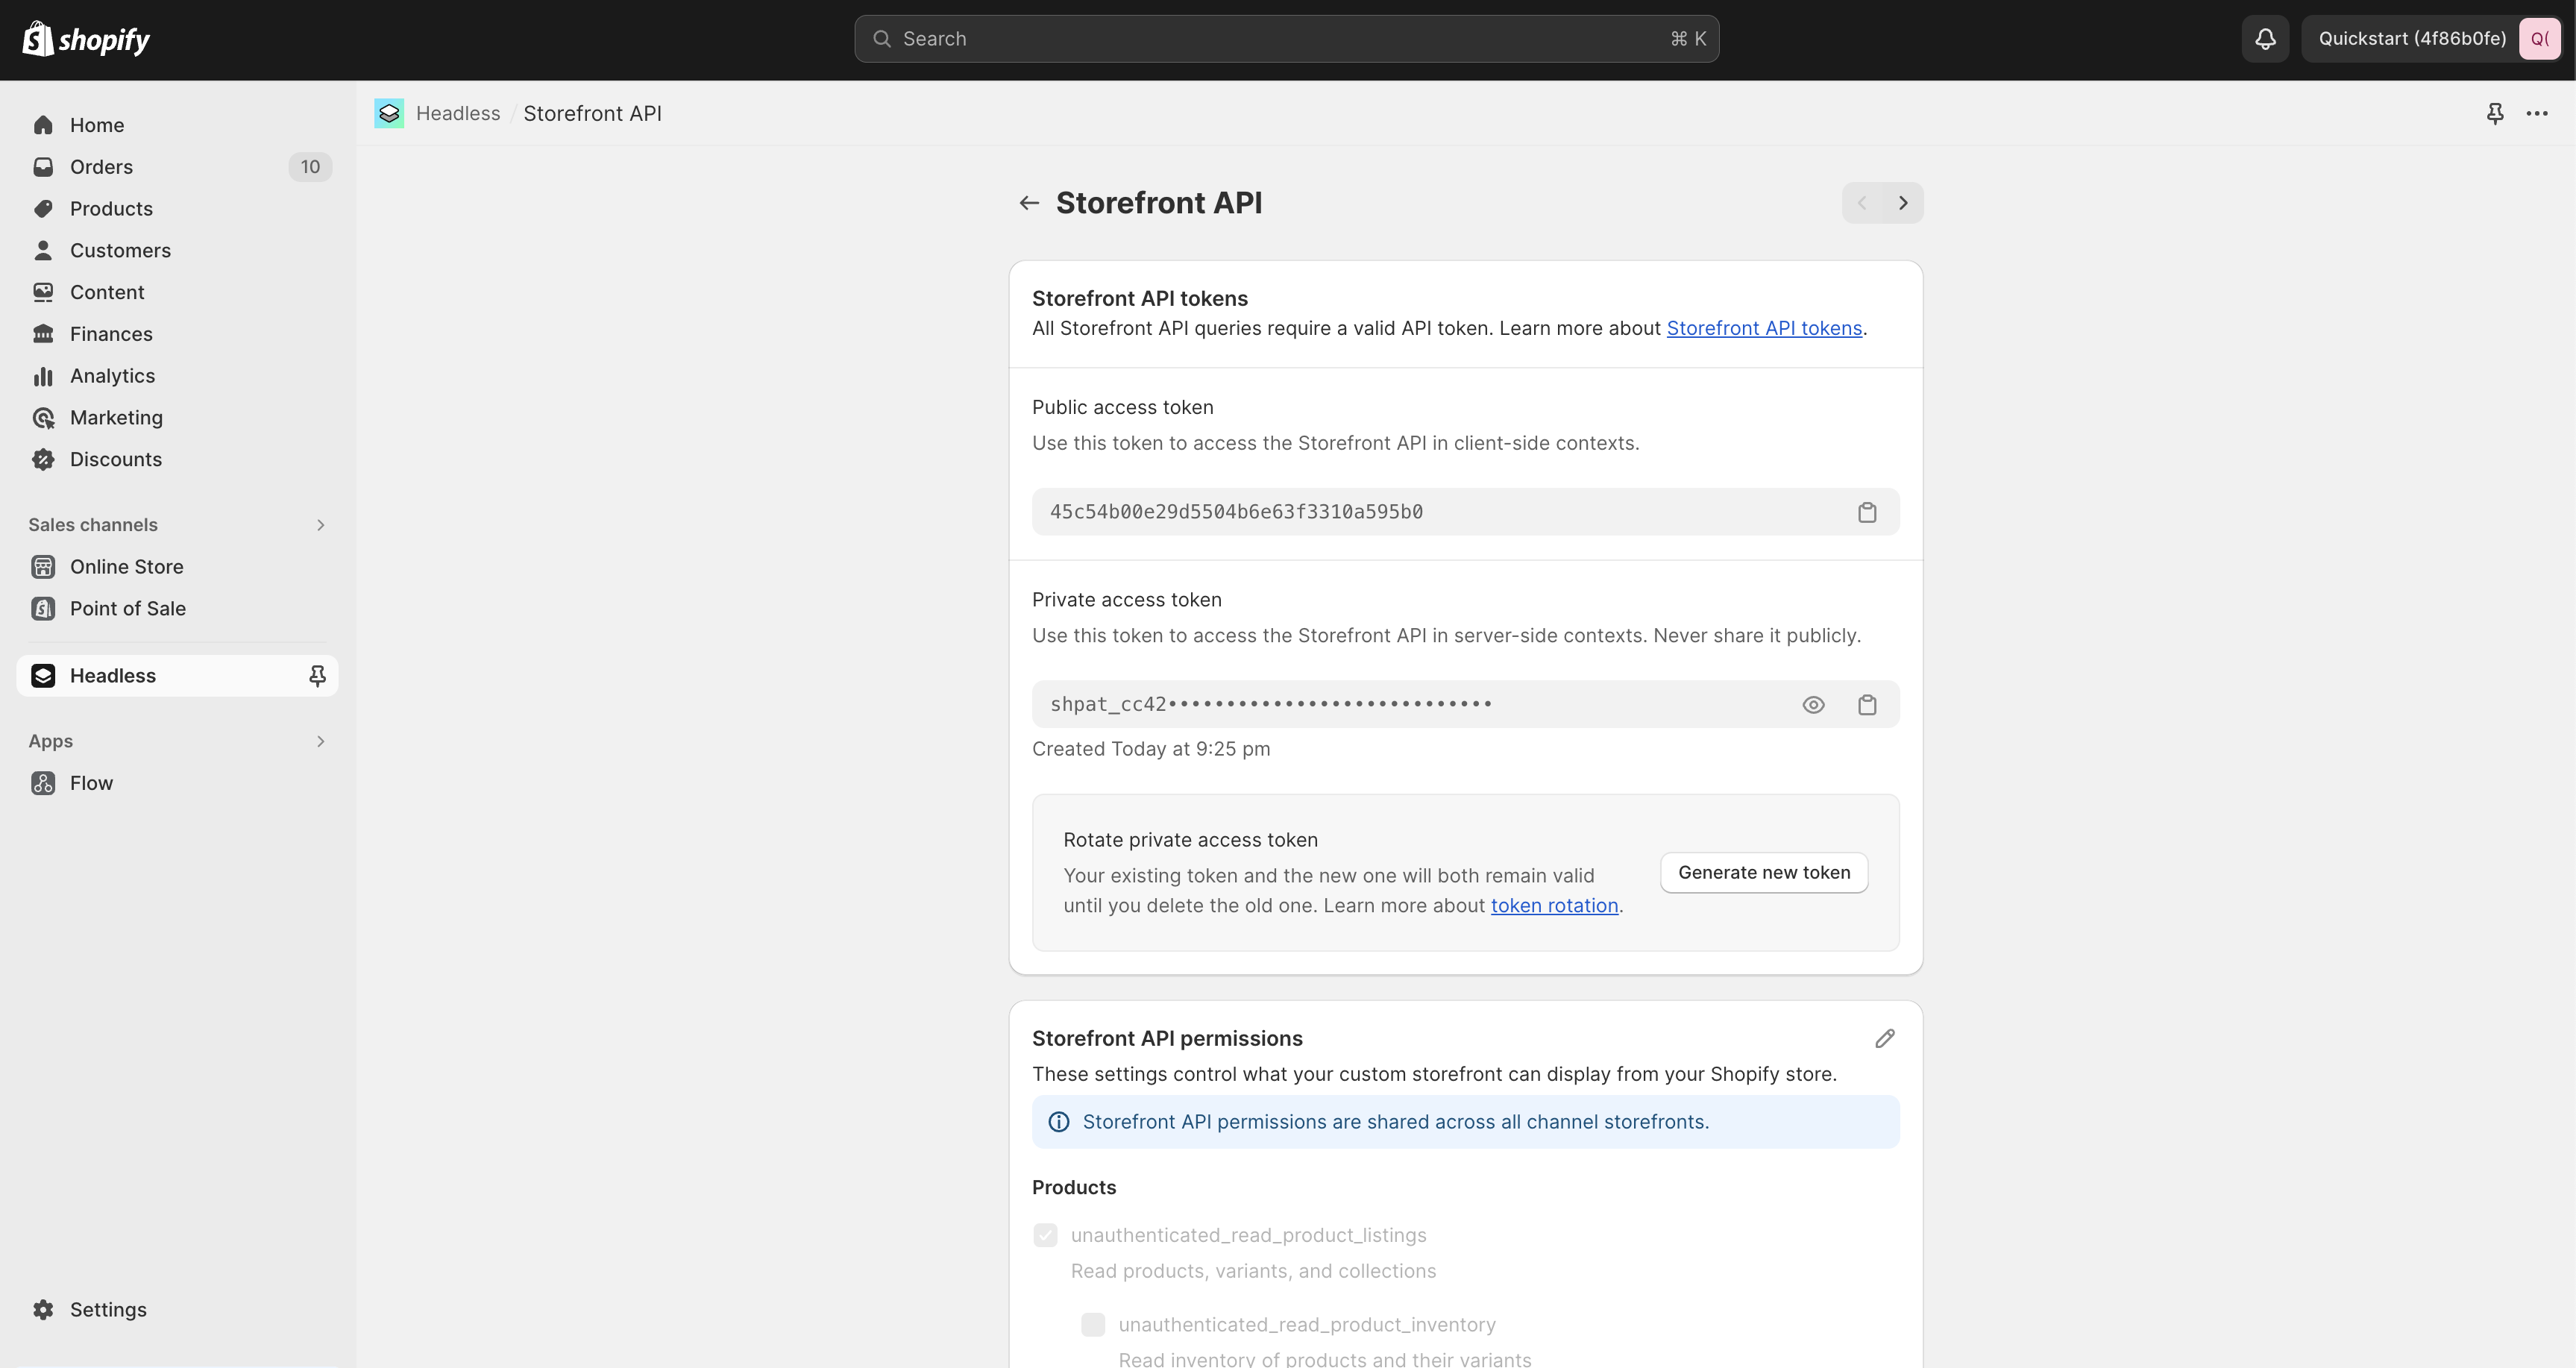 shopify
Search
⌘ K
Quickstart (4f86b0fe)
Q(
Home
Orders
10
Products
Customers
Content
Finances
Analytics
Marketing
Discounts
Sales channels
Online Store
Point of Sale
Headless
Apps
Flow
Settings
Headless / Storefront API
Storefront API
Storefront API tokens
All Storefront API queries require a valid API token. Learn more about Storefront API tokens.
Public access token
Use this token to access the Storefront API in client-side contexts.
45c54b00e29d5504b6e63f3310a595b0
Private access token
Use this token to access the Storefront API in server-side contexts. Never share it publicly.
shpat_cc42••••••••••••••••••••••••••••
Created Today at 9:25 pm
Rotate private access token
Your existing token and the new one will both remain valid
until you delete the old one. Learn more about token rotation.
Generate new token
Storefront API permissions
These settings control what your custom storefront can display from your Shopify store.
Storefront API permissions are shared across all channel storefronts.
Products
unauthenticated_read_product_listings
Read products, variants, and collections
unauthenticated_read_product_inventory
Read inventory of products and their variants